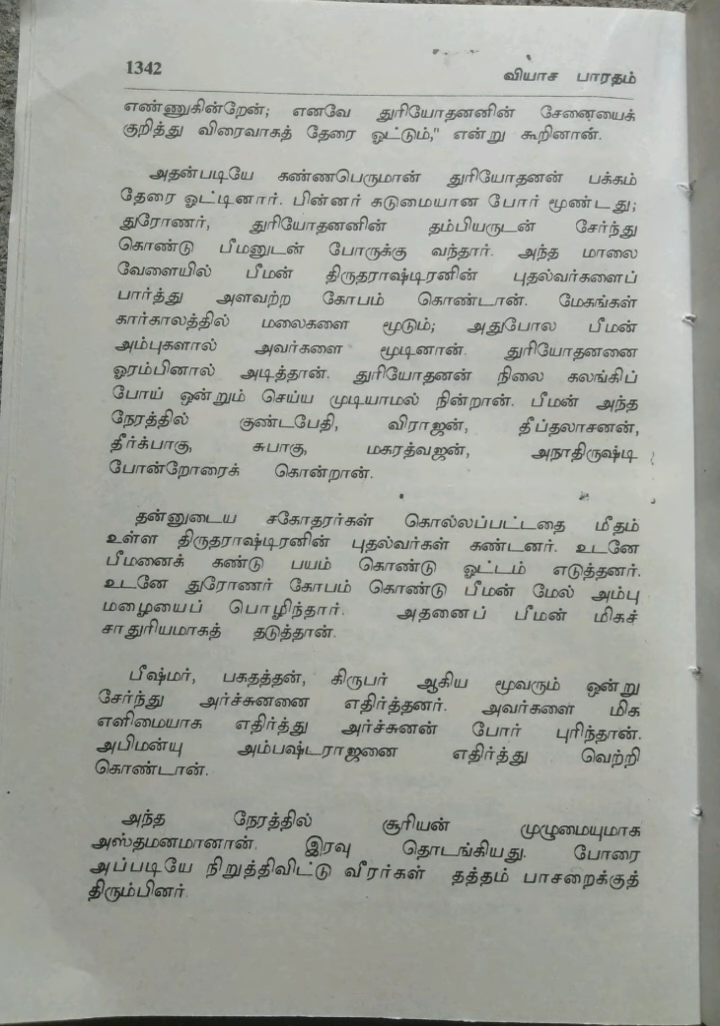 1342
வியாச பாரதம்
எண்ணுகின்றேன்; எனவே துரியோதனனின் சேனையைக்
குறித்து விரைவாகத் தேரை ஓட்டும்," என்று கூறினான்.
அதன்படியே கண்ணபெருமான் துரியோதனன் பக்கம்
தேரை ஓட்டினார். பின்னர் கடுமையான போர் மூண்டது;
துரோணர், துரியோதனனின் தம்பியருடன் சேர்ந்து
கொண்டு பீமனுடன் போருக்கு வந்தார். அந்த மாலை
வேளையில் பீமன் திருதராஷ்டிரனின் புதல்வர்களைப்
பார்த்து அளவற்ற கோபம் கொண்டான். மேகங்கள்
கார்காலத்தில் மலைகளை மூடும்; அதுபோல பீமன்
அம்புகளால் அவர்களை மூடினான். துரியோதனனை
ஓரம்பினால் அடித்தான். துரியோதனன் நிலை கலங்கிப்
போய் ஒன்றும் செய்ய முடியாமல் நின்றான். பீமன் அந்த
நேரத்தில் குண்டபேதி, விராஜன், தீப்தலாசனன்,
தீர்க்பாகு, சுபாகு, மகரத்வஜன், அநாதிருஷ்டி
போன்றோரைக் கொன்றான்.
தன்னுடைய சகோதரர்கள் கொல்லப்பட்டதை மீதம்
உள்ள திருதராஷ்டிரனின் புதல்வர்கள் கண்டனர். உடனே
பீமனைக் கண்டு பயம் கொண்டு ஓட்டம் எடுத்தனர்.
உடனே துரோணர் கோபம் கொண்டு பீமன் மேல் அம்பு
மழையைப் பொழிந்தார். அதனைப் பீமன் மிகச்
சாதுரியமாகத் தடுத்தான்.
பீஷ்மர், பகதத்தன், கிருபர் ஆகிய மூவரும் ஒன்று
சேர்ந்து அர்ச்சுனனை எதிர்த்தனர். அவர்களை மிக
எளிமையாக எதிர்த்து அர்ச்சுனன் போர் புரிந்தான்.
அபிமன்யு அம்பஷ்டராஜனை எதிர்த்து வெற்றி
கொண்டான்.
அந்த நேரத்தில் சூரியன் முழுமையுமாக
அஸ்தமனமானான். இரவு தொடங்கியது. போரை
அப்படியே நிறுத்திவிட்டு வீரர்கள் தத்தம் பாசறைக்குத்
திரும்பினர்.